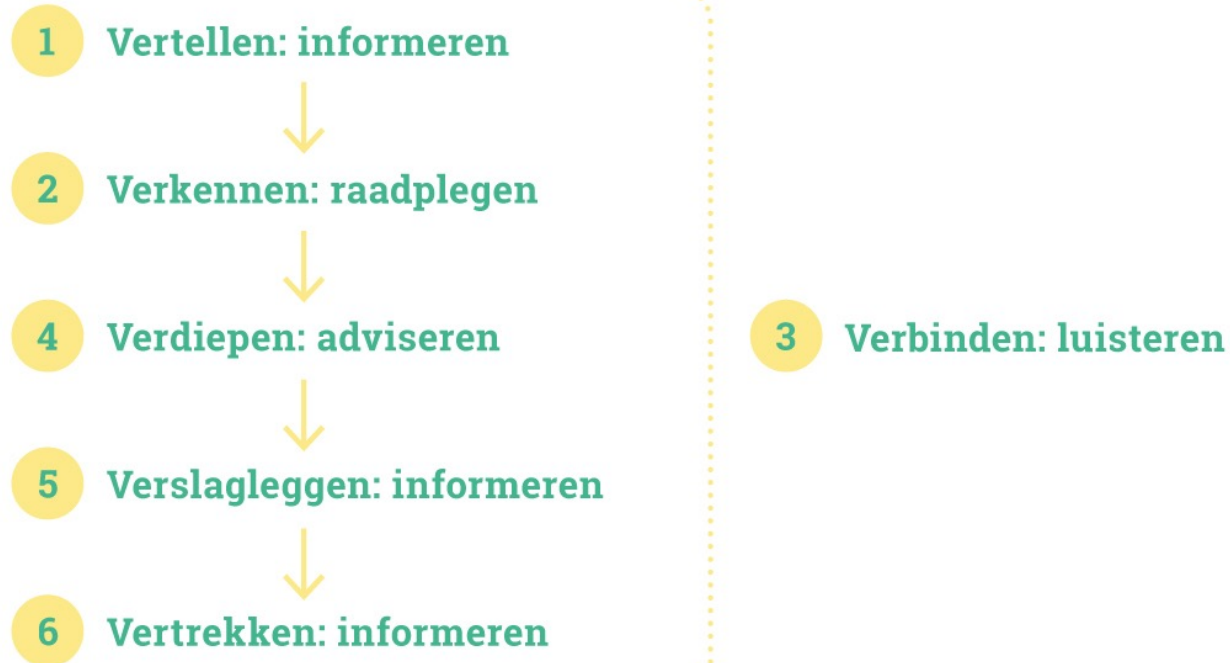 1 Vertellen: informeren
2 Verkennen: raadplegen
4 Verdiepen: adviseren
3 Verbinden: luisteren
5 Verslagleggen: informeren
6 Vertrekken: informeren